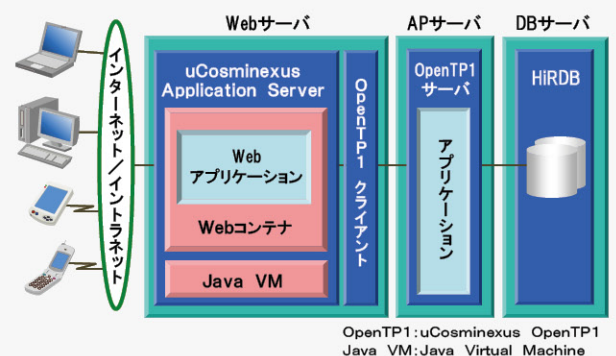 Webサーバ
APサーバ
DBサーバ
インターネット/イントラネット
uCosminexus
Application Server
Web
アプリケーション
Webコンテナ
Java VM
OpenTP1 クライアント
OpenTP1
サーバ
アプリケーション
HiRDB
OpenTP1:uCosminexus OpenTP1
Java VM:Java Virtual Machine